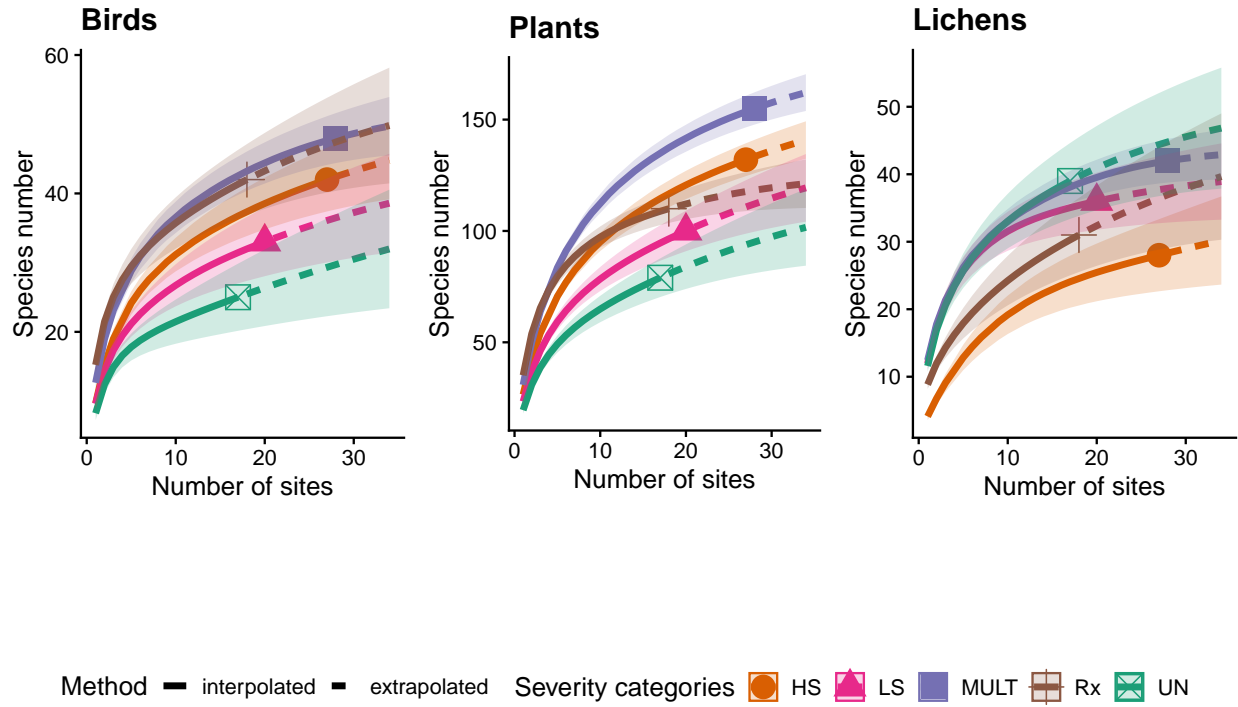 Birds
Plants
Lichens
Species number
60
40
20
0 10 20 30
Number of sites
Species number
150
100
50
0 10 20 30
Number of sites
Species number
50
40
30
20
10
0 10 20 30
Number of sites
Method interpolated extrapolated Severity categories HS LS MULT Rx UN